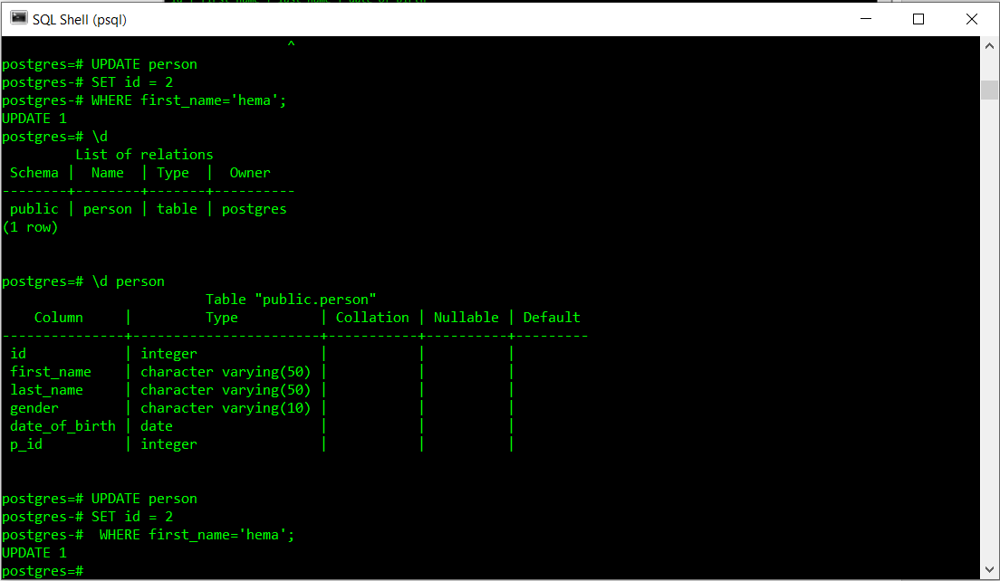 SQL Shell (psql)
^
postgres=# UPDATE person
postgres-# SET id = 2
postgres-# WHERE first_name='hema';
UPDATE 1
postgres=# \d
         List of relations
 Schema |  Name  | Type  |  Owner
--------+--------+-------+----------
 public | person | table | postgres
(1 row)
postgres=# \d person
                         Table "public.person"
    Column     |         Type          | Collation | Nullable | Default
---------------+-----------------------+-----------+----------+---------
 id            | integer               |           |          |
 first_name    | character varying(50) |           |          |
 last_name     | character varying(50) |           |          |
 gender        | character varying(10) |           |          |
 date_of_birth | date                  |           |          |
 p_id          | integer               |           |          |
postgres=# UPDATE person
postgres-# SET id = 2
postgres-#  WHERE first_name='hema';
UPDATE 1
postgres=#